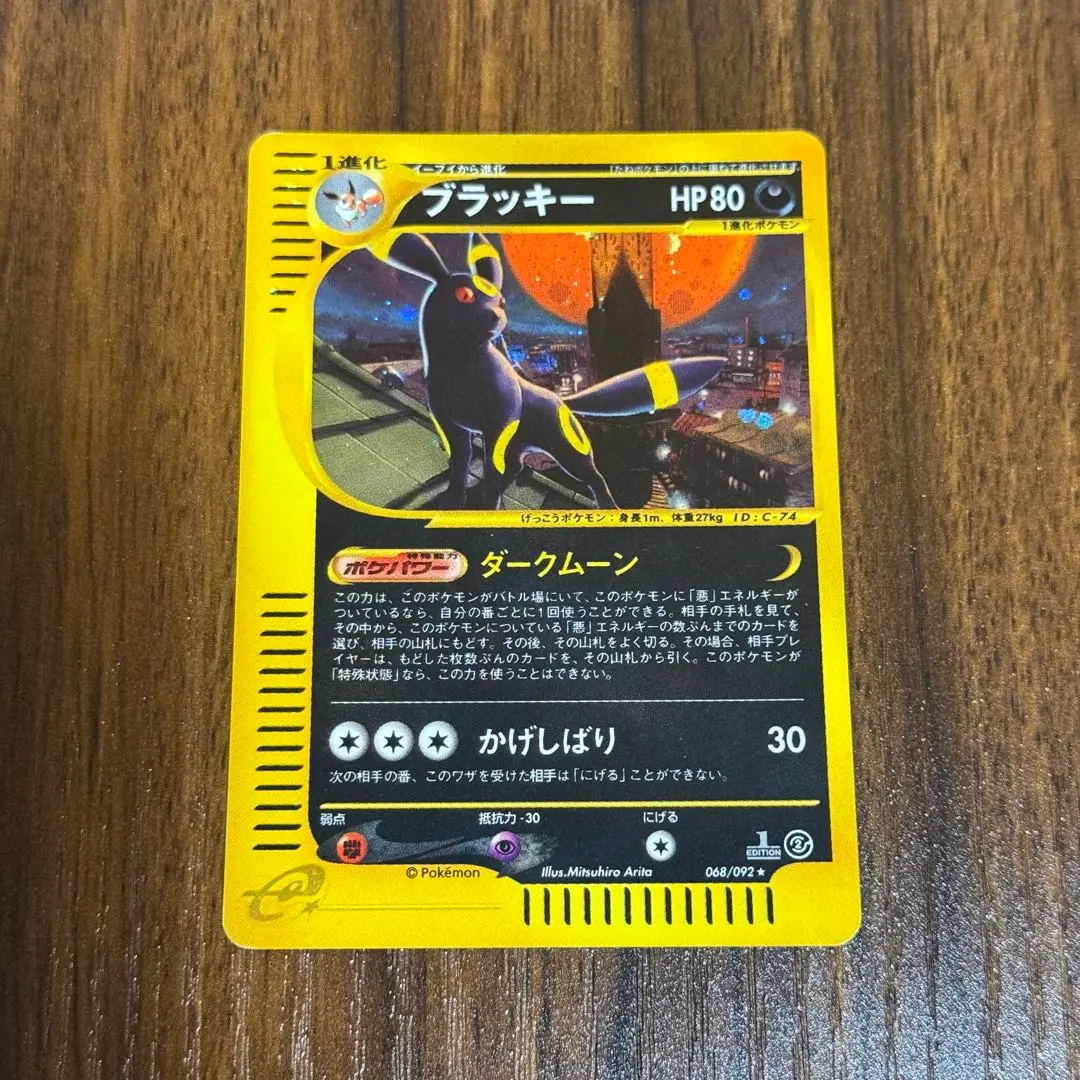 1進化
イーブイから進化
「たねポケモン」の上に重ねて進化させます
ブラッキー HP80
1進化ポケモン
げっこうポケモン：身長1m、体重27kg ID：C-74
特殊能力
ポケパワー ダークムーン
この力は、このポケモンがバトル場にいて、このポケモンに「悪」エネルギーが
ついているなら、自分の番ごとに1回使うことができる。相手の手札を見て、
その中から、このポケモンについている「悪」エネルギーの数ぶんまでのカードを
選び、相手の山札にもどす。その後、その山札をよく切る。その場合、相手プレ
イヤーは、もどした枚数ぶんのカードを、その山札から引く。このポケモンが
「特殊状態」なら、この力を使うことはできない。
かげしばり 30
次の相手の番、このワザを受けた相手は「にげる」ことができない。
弱点 抵抗力 -30 にげる
1 EDITION 2
© Pokémon Illus.Mitsuhiro Arita 068/092★
e